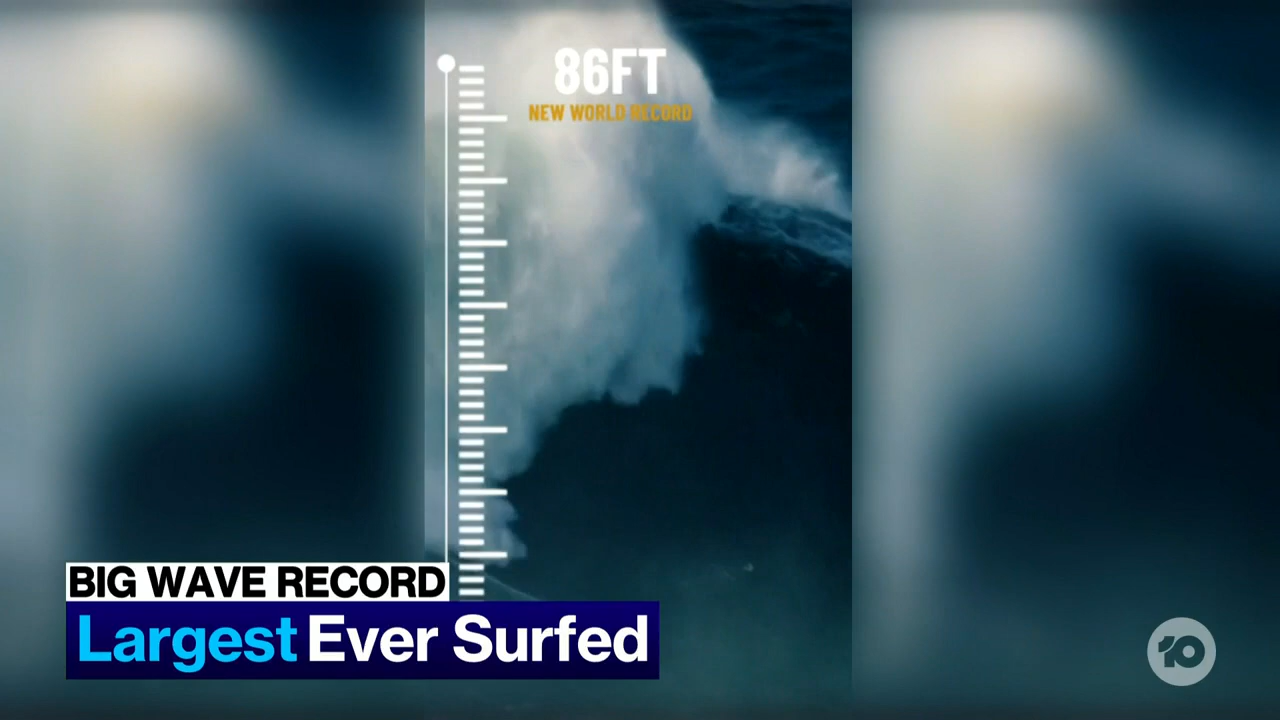 86FT
NEW WORLD RECORD
BIG WAVE RECORD
Largest Ever Surfed
10